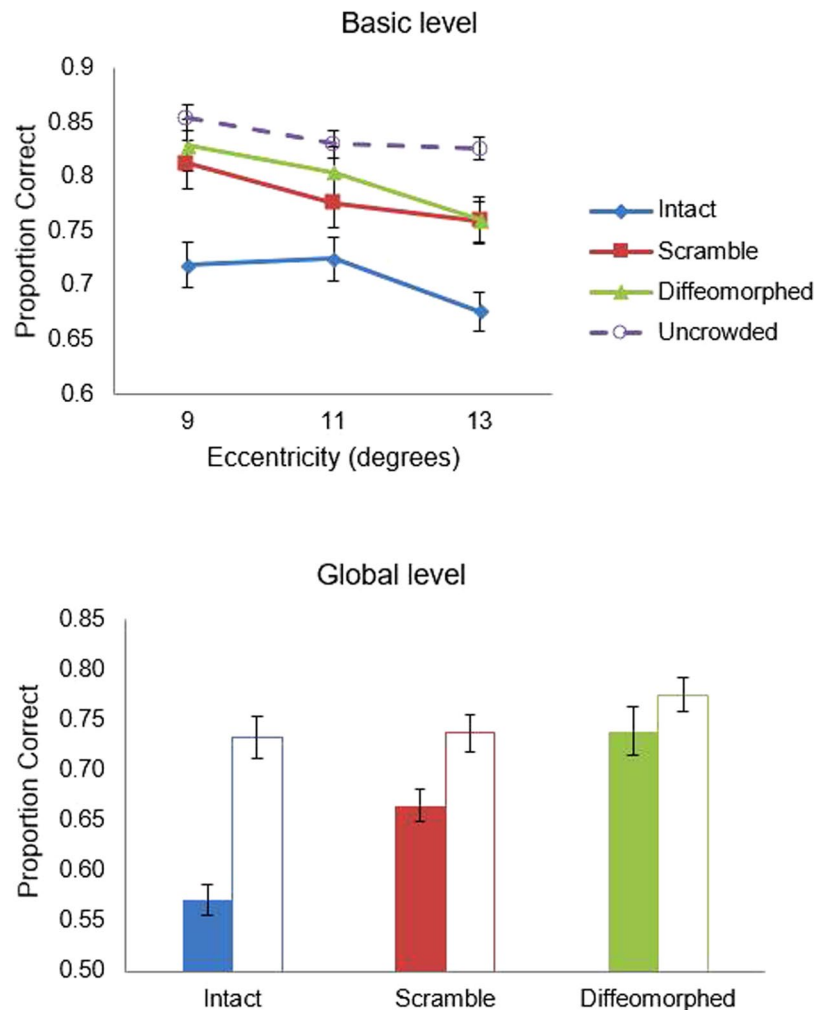 Basic level
Proportion Correct
0.9
0.85
0.8
0.75
0.7
0.65
0.6
9 11 13
Eccentricity (degrees)
Intact
Scramble
Diffeomorphed
Uncrowded
Global level
Proportion Correct
0.85
0.80
0.75
0.70
0.65
0.60
0.55
0.50
Intact Scramble Diffeomorphed